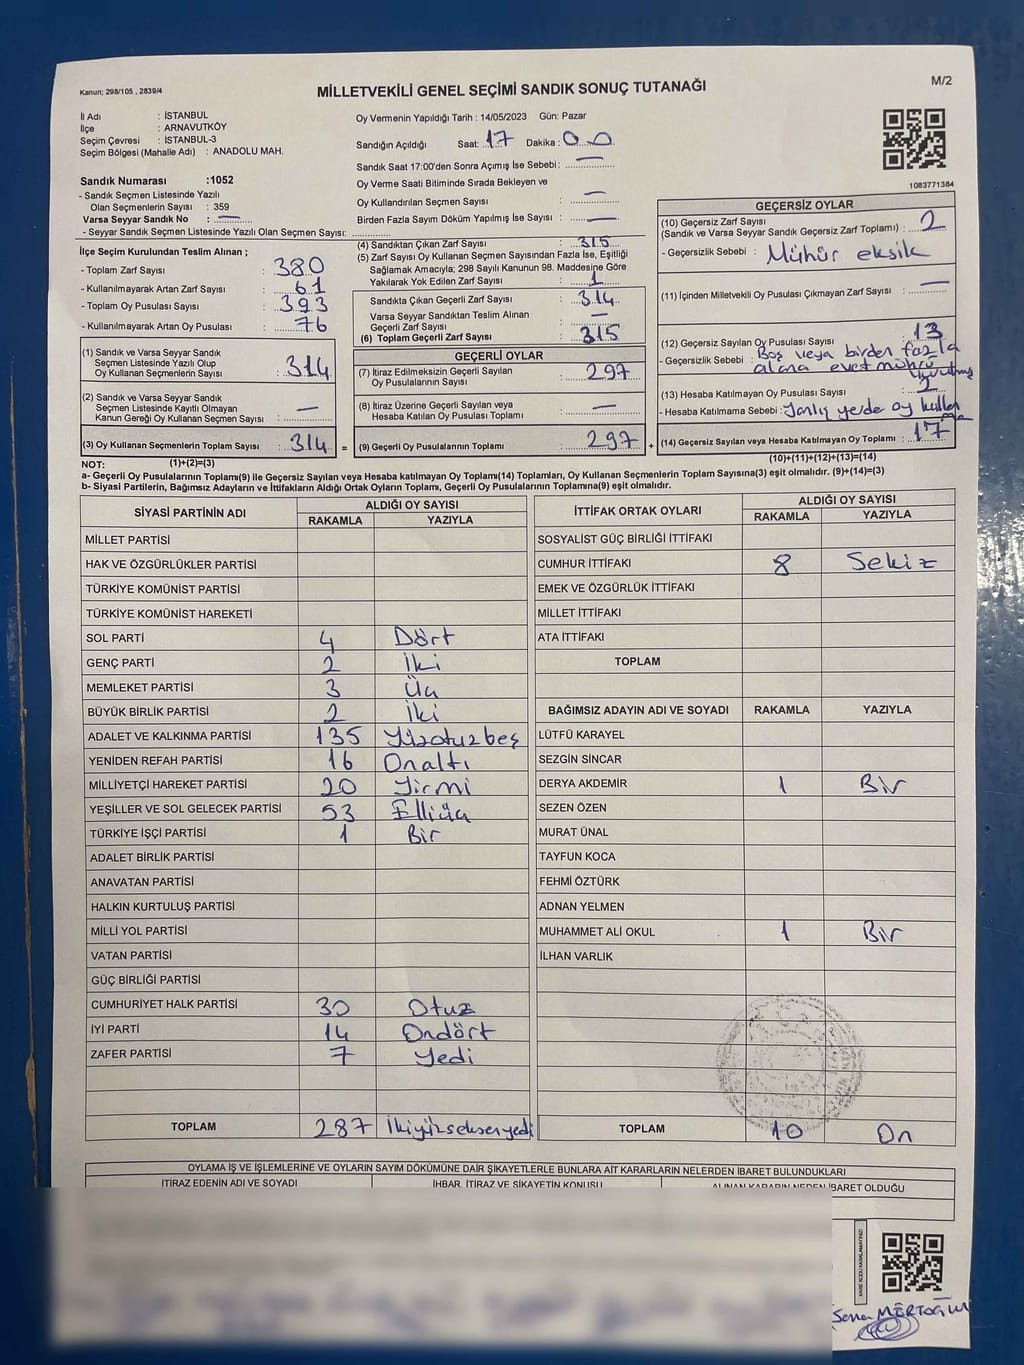 Kanun; 298/105 , 2839/4
M/2
MİLLETVEKİLİ GENEL SEÇİMİ SANDIK SONUÇ TUTANAĞI
İl Adı : İSTANBUL
İlçe : ARNAVUTKÖY
Seçim Çevresi : İSTANBUL-3
Seçim Bölgesi (Mahalle Adı) : ANADOLU MAH.
Oy Vermenin Yapıldığı Tarih : 14/05/2023 Gün: Pazar
Sandığın Açıldığı Saat: 17 Dakika: 00
Sandık Saat 17:00'den Sonra Açımış İse Sebebi: —
Oy Verme Saati Bitiminde Sırada Bekleyen ve
Oy Kullandırılan Seçmen Sayısı : —
Birden Fazla Sayım Döküm Yapılmış İse Sayısı : —
1083771384
Sandık Numarası :1052
- Sandık Seçmen Listesinde Yazılı
Olan Seçmenlerin Sayısı : 359
Varsa Seyyar Sandık No : —
- Seyyar Sandık Seçmen Listesinde Yazılı Olan Seçmen Sayısı:
İlçe Seçim Kurulundan Teslim Alınan ;
- Toplam Zarf Sayısı : 380
- Kullanılmayarak Artan Zarf Sayısı : 61
- Toplam Oy Pusulası Sayısı : 393
- Kullanılmayarak Artan Oy Pusulası : 76
(1) Sandık ve Varsa Seyyar Sandık
Seçmen Listesinde Yazılı Olup
Oy Kullanan Seçmenlerin Sayısı : 314
(2) Sandık ve Varsa Seyyar Sandık
Seçmen Listesinde Kayıtlı Olmayan
Kanun Gereği Oy Kullanan Seçmen Sayısı : —
(3) Oy Kullanan Seçmenlerin Toplam Sayısı : 314
(4) Sandıktan Çıkan Zarf Sayısı : 315
(5) Zarf Sayısı Oy Kullanan Seçmen Sayısından Fazla İse, Eşitliği
Sağlamak Amacıyla; 298 Sayılı Kanunun 98. Maddesine Göre
Yakılarak Yok Edilen Zarf Sayısı : 1
Sandıkta Çıkan Geçerli Zarf Sayısı : 314
Varsa Seyyar Sandıktan Teslim Alınan
Geçerli Zarf Sayısı : —
(6) Toplam Geçerli Zarf Sayısı : 315
GEÇERLİ OYLAR
(7) İtiraz Edilmeksizin Geçerli Sayılan
Oy Pusulalarının Sayısı : 297
(8) İtiraz Üzerine Geçerli Sayılan veya
Hesaba Katılan Oy Pusulası Toplamı : —
= (9) Geçerli Oy Pusulalarının Toplamı : 297 +
GEÇERSİZ OYLAR
(10) Geçersiz Zarf Sayısı
(Sandık ve Varsa Seyyar Sandık Geçersiz Zarf Toplamı) : 2
- Geçersizlik Sebebi : Mühür eksik
(11) İçinden Milletvekili Oy Pusulası Çıkmayan Zarf Sayısı : —
(12) Geçersiz Sayılan Oy Pusulası Sayısı : 13
- Geçersizlik Sebebi : Boş veya birden fazla
alana evet mührü
(13) Hesaba Katılmayan Oy Pusulası Sayısı : 2
- Hesaba Katılmama Sebebi : Yanlış yerde oy
(14) Geçersiz Sayılan veya Hesaba Katılmayan Oy Toplamı : 17
NOT: (1)+(2)=(3)
(10)+(11)+(12)+(13)=(14)
a- Geçerli Oy Pusulalarının Toplamı(9) ile Geçersiz Sayılan veya Hesaba katılmayan Oy Toplamı(14) Toplamları, Oy Kullanan Seçmenlerin Toplam Sayısına(3) eşit olmalıdır. (9)+(14)=(3)
b- Siyasi Partilerin, Bağımsız Adayların ve İttifakların Aldığı Ortak Oyların Toplamı, Geçerli Oy Pusulalarının Toplamına(9) eşit olmalıdır.
SİYASİ PARTİNİN ADI ALDIĞI OY SAYISI
RAKAMLA YAZIYLA
MİLLET PARTİSİ
HAK VE ÖZGÜRLÜKLER PARTİSİ
TÜRKİYE KOMÜNİST PARTİSİ
TÜRKİYE KOMÜNİST HAREKETİ
SOL PARTİ 4 Dört
GENÇ PARTİ 2 İki
MEMLEKET PARTİSİ 3 Üç
BÜYÜK BİRLİK PARTİSİ 2 İki
ADALET VE KALKINMA PARTİSİ 135 Yüzotuzbeş
YENİDEN REFAH PARTİSİ 16 Onaltı
MİLLİYETÇİ HAREKET PARTİSİ 20 Yirmi
YEŞİLLER VE SOL GELECEK PARTİSİ 53 Elliüç
TÜRKİYE İŞÇİ PARTİSİ 1 Bir
ADALET BİRLİK PARTİSİ
ANAVATAN PARTİSİ
HALKIN KURTULUŞ PARTİSİ
MİLLİ YOL PARTİSİ
VATAN PARTİSİ
GÜÇ BİRLİĞİ PARTİSİ
CUMHURİYET HALK PARTİSİ 30 Otuz
İYİ PARTİ 14 Ondört
ZAFER PARTİSİ 7 Yedi
TOPLAM 287 İkiyüzseksenyedi
İTTİFAK ORTAK OYLARI ALDIĞI OY SAYISI
RAKAMLA YAZIYLA
SOSYALİST GÜÇ BİRLİĞİ İTTİFAKI
CUMHUR İTTİFAKI 8 Sekiz
EMEK VE ÖZGÜRLÜK İTTİFAKI
MİLLET İTTİFAKI
ATA İTTİFAKI
TOPLAM
BAĞIMSIZ ADAYIN ADI VE SOYADI RAKAMLA YAZIYLA
LÜTFÜ KARAYEL
SEZGİN SİNCAR
DERYA AKDEMİR 1 Bir
SEZEN ÖZEN
MURAT ÜNAL
TAYFUN KOCA
FEHMİ ÖZTÜRK
ADNAN YELMEN
MUHAMMET ALİ OKUL 1 Bir
İLHAN VARLIK
TOPLAM 10 On
OYLAMA İŞ VE İŞLEMLERİNE VE OYLARIN SAYIM DÖKÜMÜNE DAİR ŞİKAYETLERLE BUNLARA AİT KARARLARIN NELERDEN İBARET BULUNDUKLARI
İTİRAZ EDENİN ADI VE SOYADI İHBAR, İTİRAZ VE ŞİKAYETİN KONUSU ALINAN KARARIN NEDEN İBARET OLDUĞU
KARE KODU KARALAMAYINIZ!